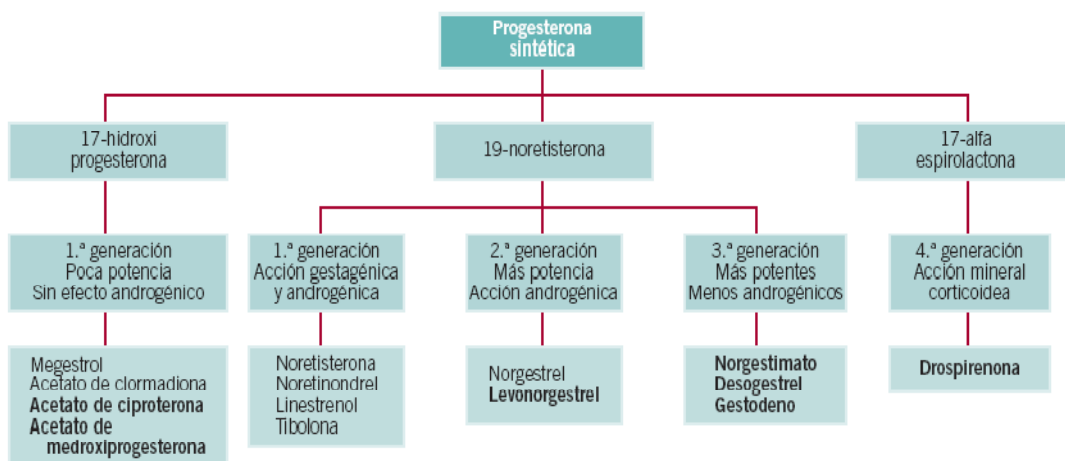 Progesterona
sintética
17-hidroxi
progesterona
19-noretisterona
17-alfa
espirolactona
1.ª generación
Poca potencia
Sin efecto androgénico
1.ª generación
Acción gestagénica
y androgénica
2.ª generación
Más potencia
Acción androgénica
3.ª generación
Más potentes
Menos androgénicos
4.ª generación
Acción mineral
corticoidea
Megestrol
Acetato de clormadiona
Acetato de ciproterona
Acetato de
medroxiprogesterona
Noretisterona
Noretinondrel
Linestrenol
Tibolona
Norgestrel
Levonorgestrel
Norgestimato
Desogestrel
Gestodeno
Drospirenona